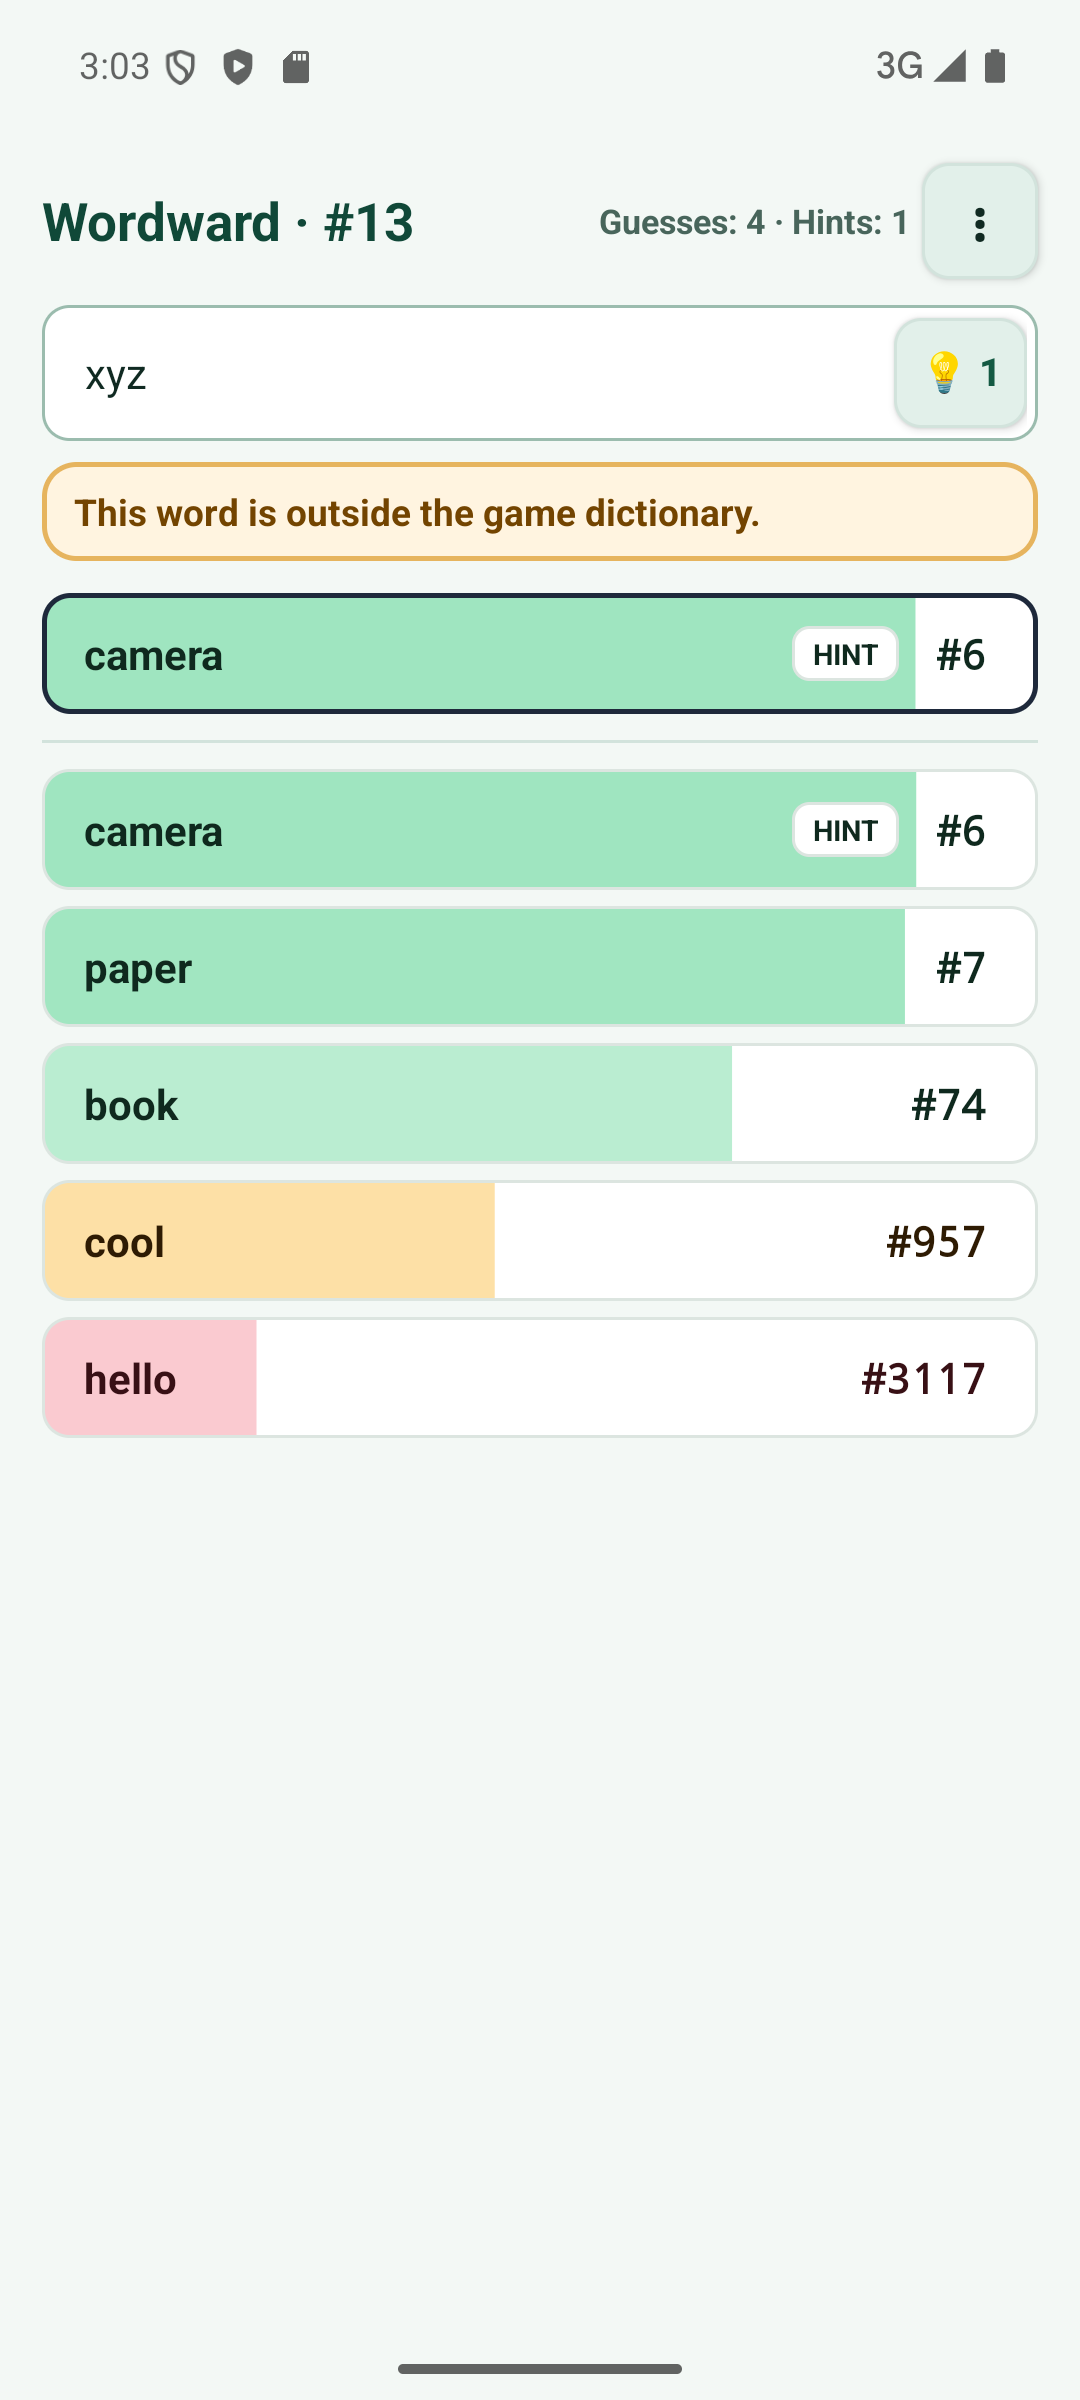 3:03
3G
Wordward · #13
Guesses: 4 · Hints: 1
xyz
1
This word is outside the game dictionary.
camera HINT #6
camera HINT #6
paper #7
book #74
cool #957
hello #3117